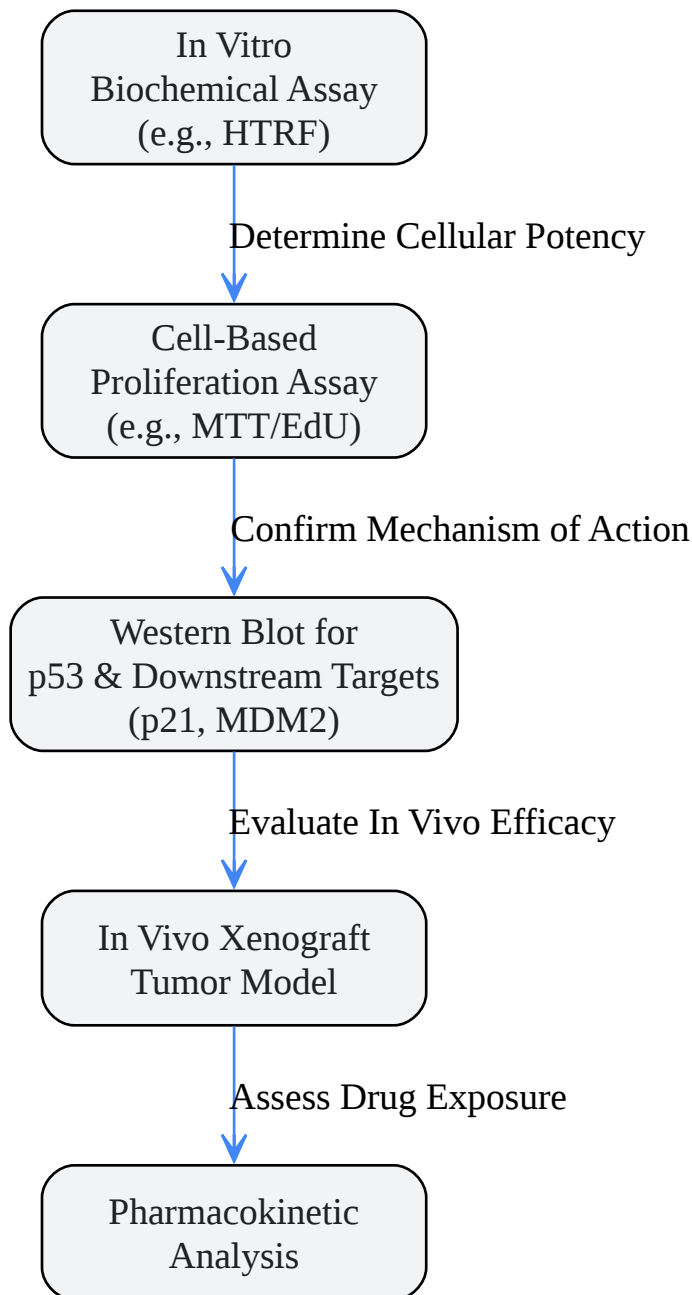 In Vitro
Biochemical Assay
(e.g., HTRF)
Determine Cellular Potency
Cell-Based
Proliferation Assay
(e.g., MTT/EdU)
Confirm Mechanism of Action
Western Blot for
p53 & Downstream Targets
(p21, MDM2)
Evaluate In Vivo Efficacy
In Vivo Xenograft
Tumor Model
Assess Drug Exposure
Pharmacokinetic
Analysis